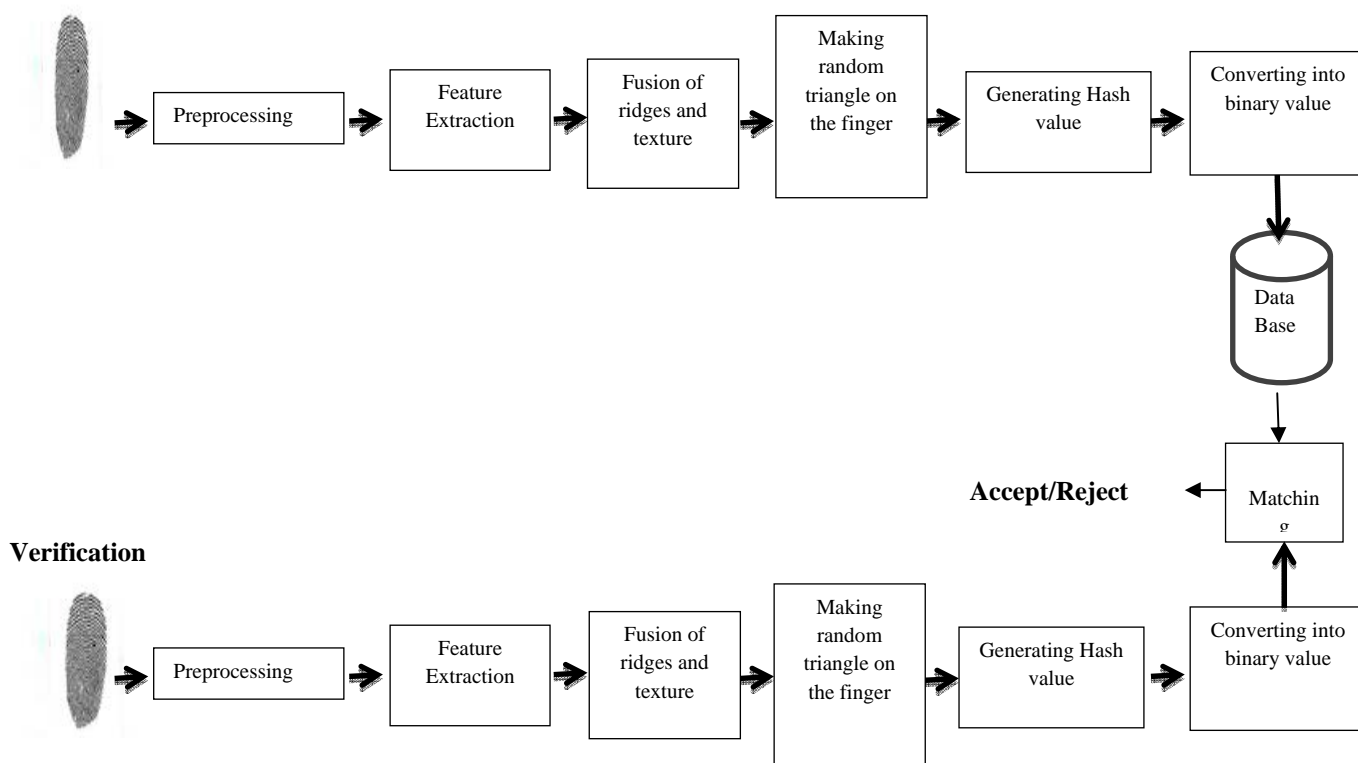 Preprocessing
Feature
Extraction
Fusion of
ridges and
texture
Making
random
triangle on
the finger
Generating Hash
value
Converting into
binary value
Data
Base
Matchin
g
Accept/Reject
Verification
Preprocessing
Feature
Extraction
Fusion of
ridges and
texture
Making
random
triangle on
the finger
Generating Hash
value
Converting into
binary value